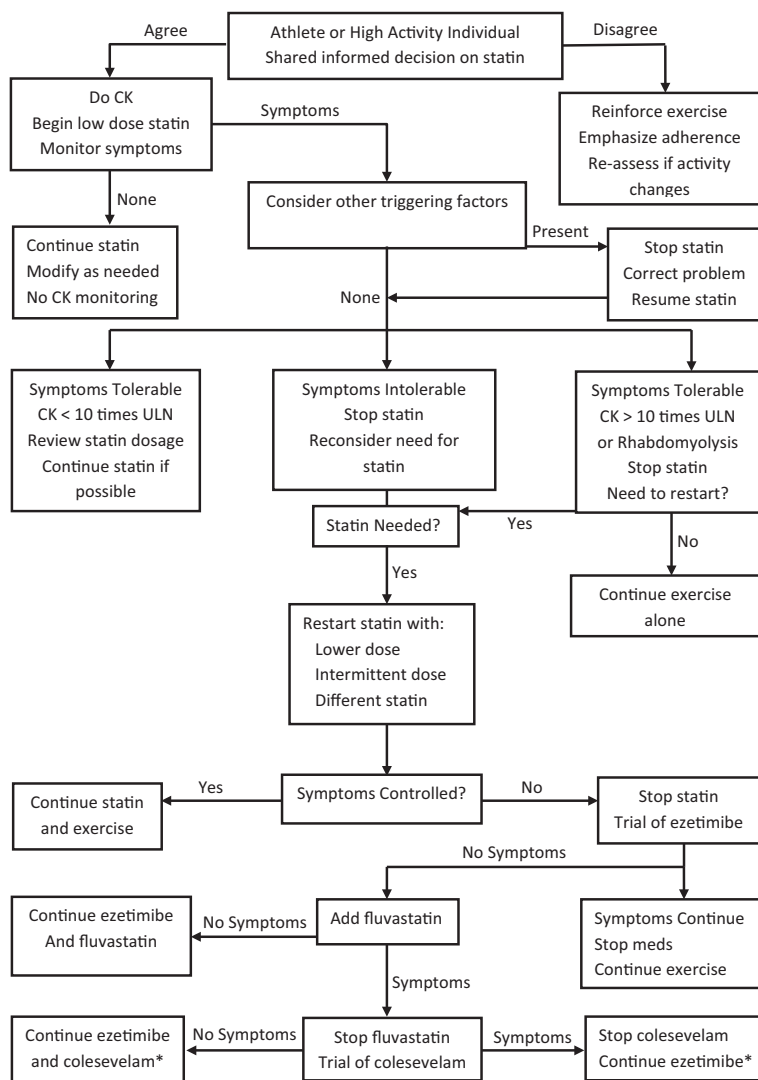 Athlete or High Activity Individual
Shared informed decision on statin
Agree
Disagree
Do CK
Begin low dose statin
Monitor symptoms
Symptoms
Reinforce exercise
Emphasize adherence
Re-assess if activity
changes
None
Consider other triggering factors
Continue statin
Modify as needed
No CK monitoring
Present
Stop statin
Correct problem
Resume statin
None
Symptoms Tolerable
CK < 10 times ULN
Review statin dosage
Continue statin if
possible
Symptoms Intolerable
Stop statin
Reconsider need for
statin
Symptoms Tolerable
CK > 10 times ULN
or Rhabdomyolysis
Stop statin
Need to restart?
Statin Needed?
Yes
No
Yes
Continue exercise
alone
Restart statin with:
Lower dose
Intermittent dose
Different statin
Symptoms Controlled?
Yes
No
Continue statin
and exercise
Stop statin
Trial of ezetimibe
No Symptoms
Continue ezetimibe
And fluvastatin
No Symptoms
Add fluvastatin
Symptoms Continue
Stop meds
Continue exercise
Symptoms
Continue ezetimibe
and colesevelam*
No Symptoms
Stop fluvastatin
Trial of colesevelam
Symptoms
Stop colesevelam
Continue ezetimibe*